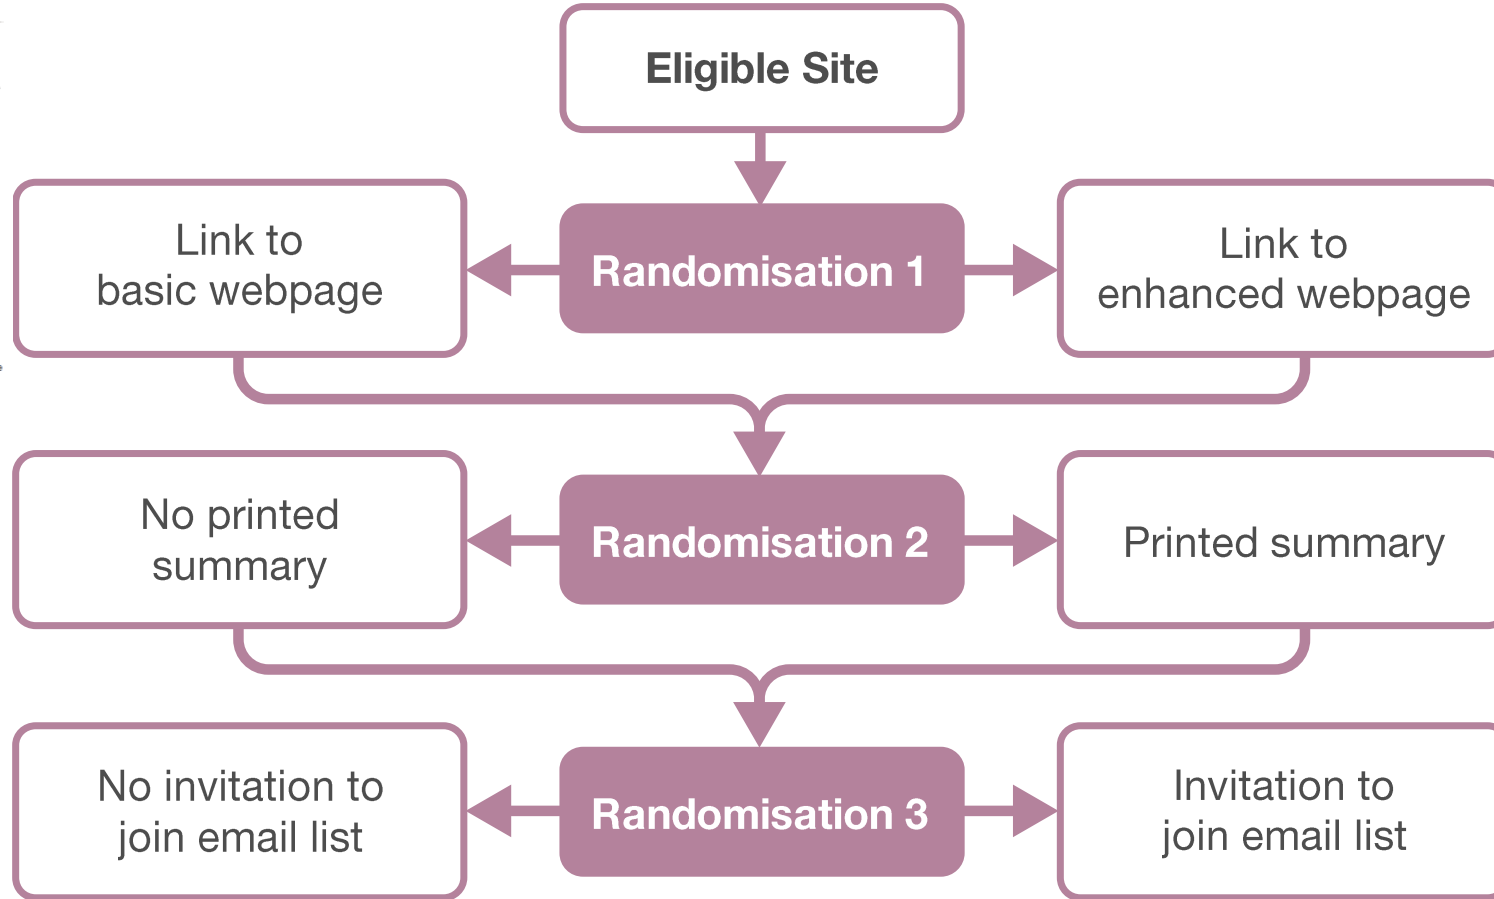 Eligible Site
Link to
basic webpage
Randomisation 1
Link to
enhanced webpage
No printed
summary
Randomisation 2
Printed summary
No invitation to
join email list
Randomisation 3
Invitation to
join email list